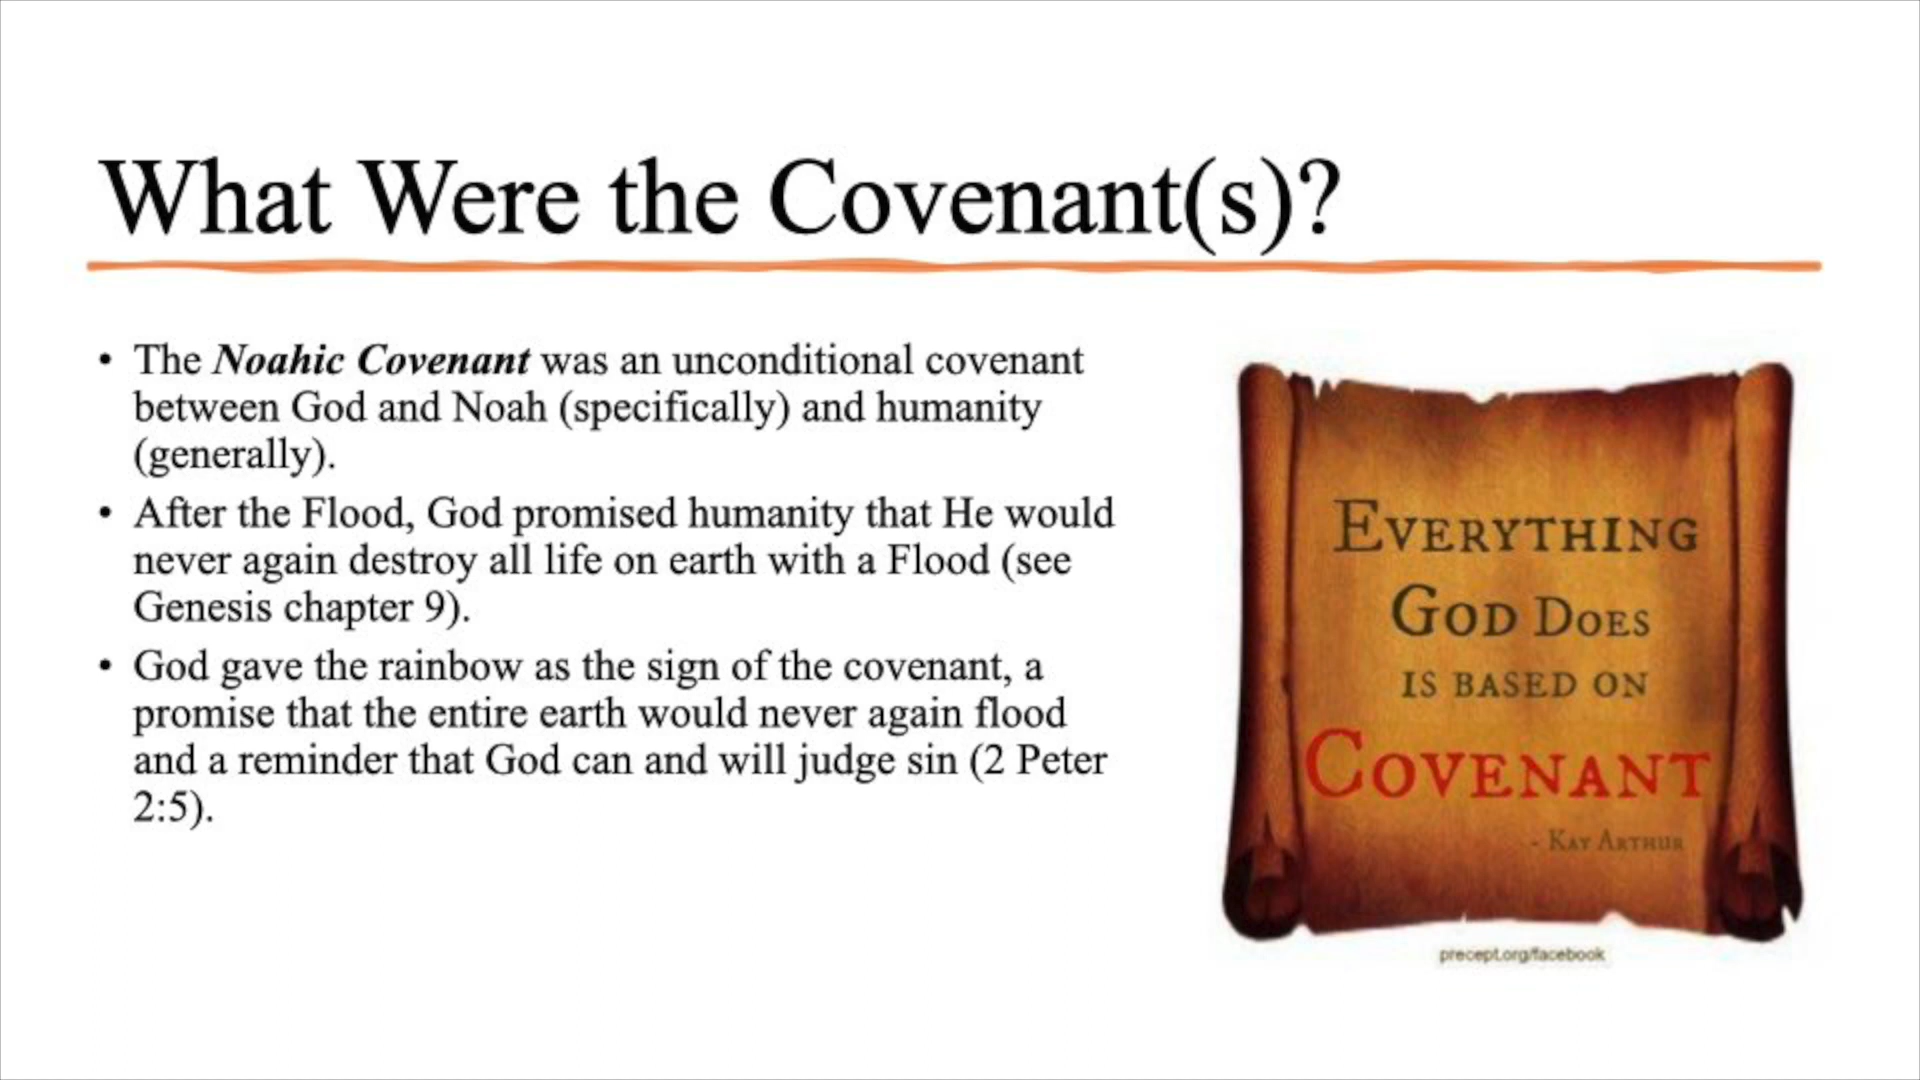 What Were the Covenant(s)?
• The Noahic Covenant was an unconditional covenant
between God and Noah (specifically) and humanity
(generally).
• After the Flood, God promised humanity that He would
never again destroy all life on earth with a Flood (see
Genesis chapter 9).
• God gave the rainbow as the sign of the covenant, a
promise that the entire earth would never again flood
and a reminder that God can and will judge sin (2 Peter
2:5).
EVERYTHING
GOD DOES
IS BASED ON
COVENANT
- KAY ARTHUR
precept.org/facebook